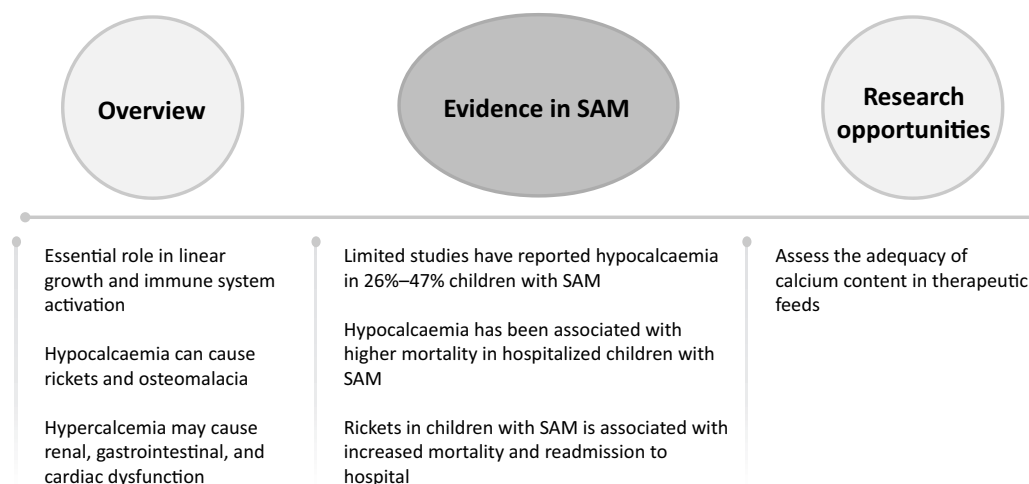 Overview
Evidence in SAM
Research
opportunities
Essential role in linear
growth and immune system
activation
Hypocalcaemia can cause
rickets and osteomalacia
Hypercalcemia may cause
renal, gastrointestinal, and
cardiac dysfunction
Limited studies have reported hypocalcaemia
in 26%–47% children with SAM
Hypocalcaemia has been associated with
higher mortality in hospitalized children with
SAM
Rickets in children with SAM is associated with
increased mortality and readmission to
hospital
Assess the adequacy of
calcium content in therapeutic
feeds